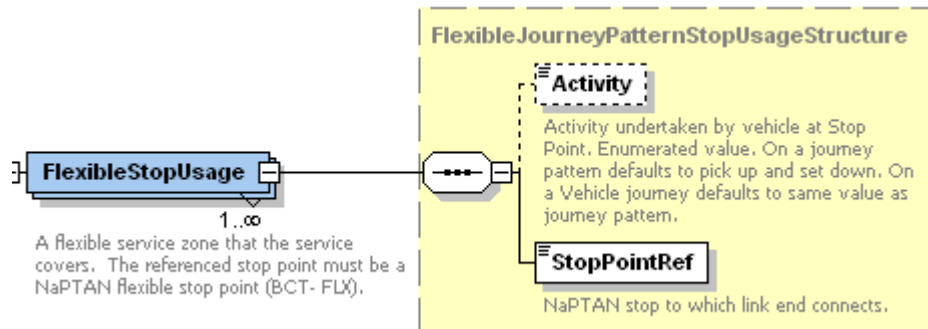 FlexibleJourneyPatternStopUsageStructure
Activity
Activity undertaken by vehicle at Stop
Point. Enumerated value. On a journey
pattern defaults to pick up and set down. On
a Vehicle journey defaults to same value as
journey pattern.
FlexibleStopUsage
1..∞
A flexible service zone that the service
covers. The referenced stop point must be a
NaPTAN flexible stop point (BCT- FLX).
StopPointRef
NaPTAN stop to which link end connects.